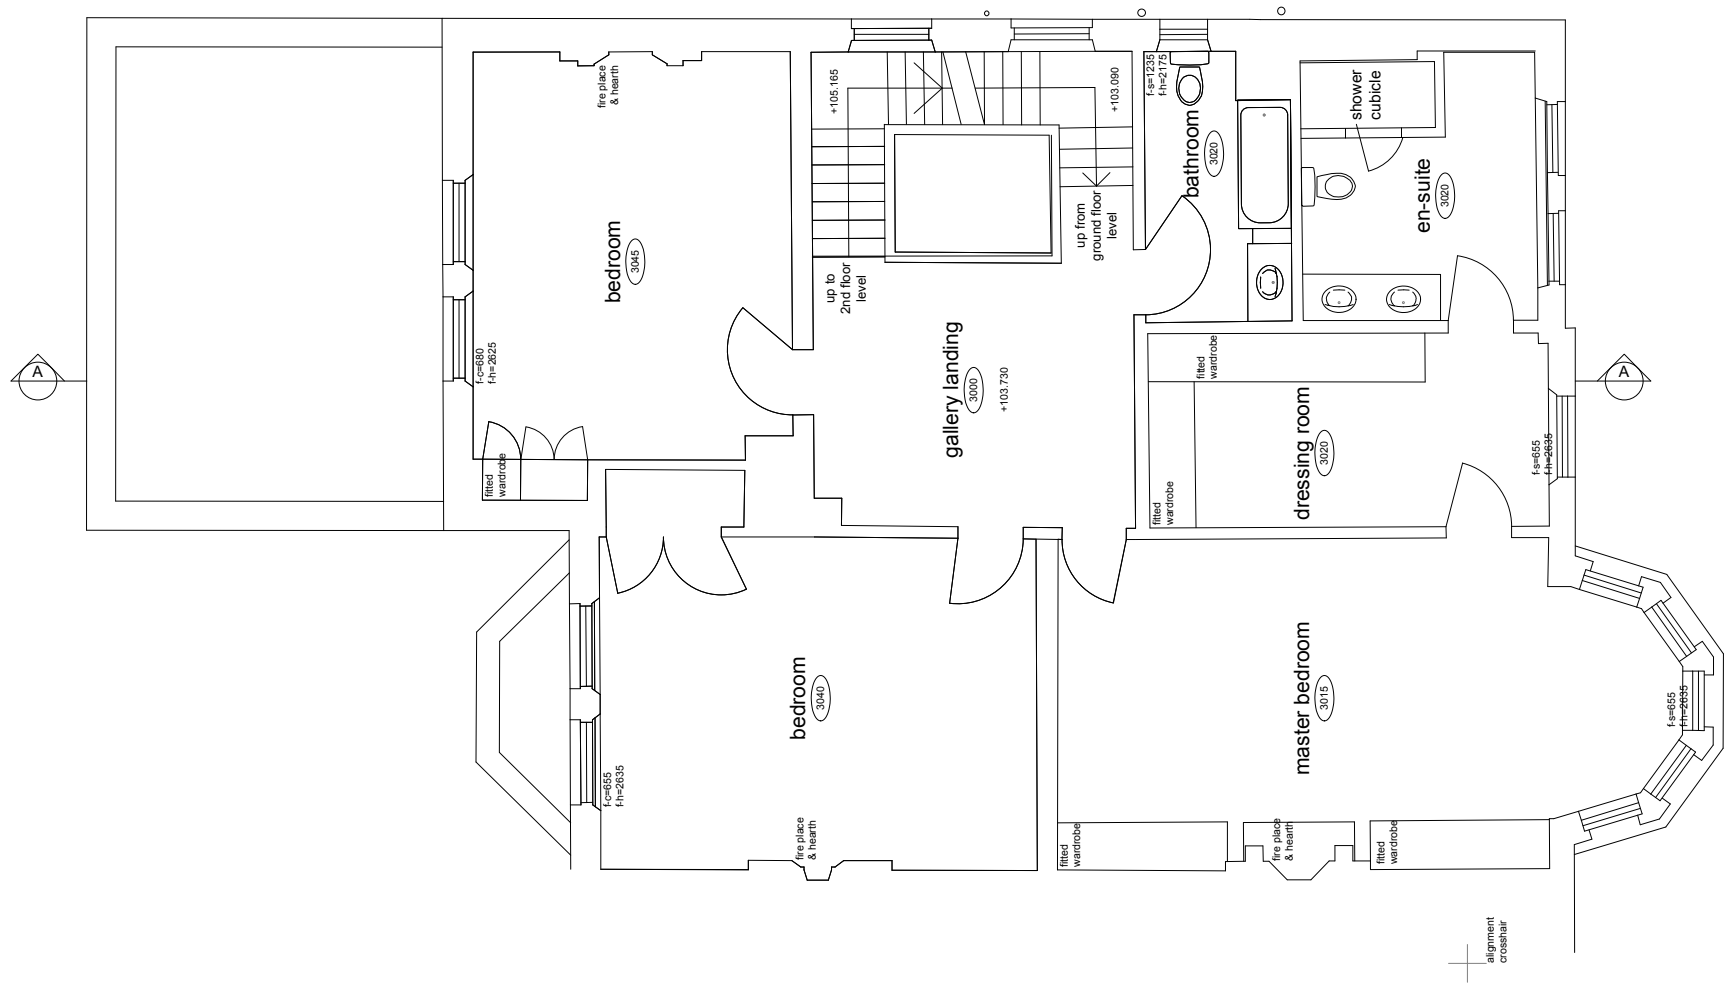 fire place
& hearth
bedroom
3045
f-c=680
f-h=2625
fitted
wardrobe
+105.165
+103.090
up to
2nd floor
level
up from
ground floor
level
gallery landing
3000
+103.730
f-s=1235
f-h=2175
bathroom
3020
shower
cubicle
en-suite
3020
fitted
wardrobe
fitted
wardrobe
dressing room
3020
f-s=655
f-h=2635
A
A
bedroom
3040
f-c=655
f-h=2635
fire place
& hearth
master bedroom
3015
f-s=655
f-h=2635
fitted
wardrobe
fire place
& hearth
fitted
wardrobe
alignment
crosshair